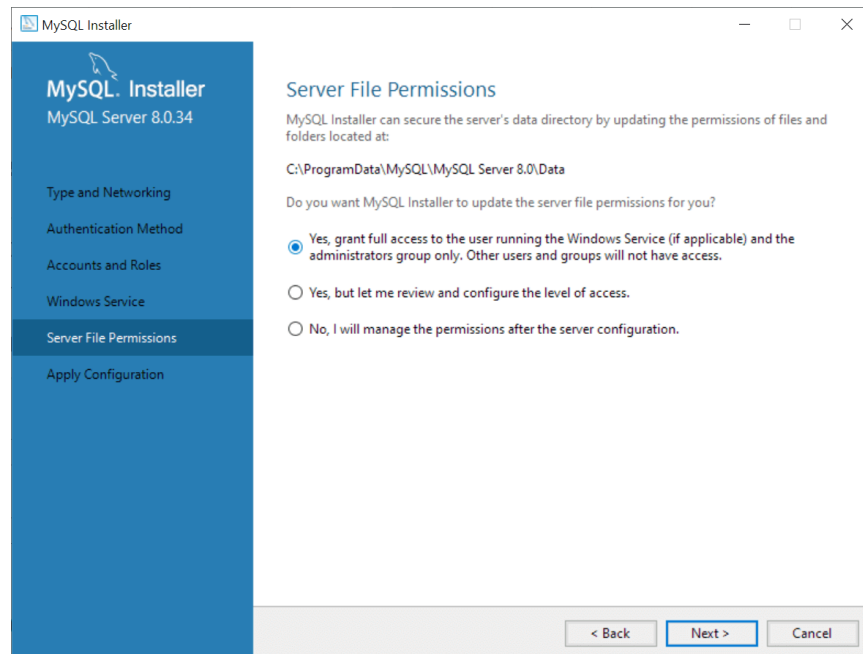 MySQL Installer
MySQL. Installer
MySQL Server 8.0.34
Type and Networking
Authentication Method
Accounts and Roles
Windows Service
Server File Permissions
Apply Configuration
Server File Permissions
MySQL Installer can secure the server's data directory by updating the permissions of files and
folders located at:
C:\ProgramData\MySQL\MySQL Server 8.0\Data
Do you want MySQL Installer to update the server file permissions for you?
Yes, grant full access to the user running the Windows Service (if applicable) and the
administrators group only. Other users and groups will not have access.
Yes, but let me review and configure the level of access.
No, I will manage the permissions after the server configuration.
< Back
Next >
Cancel